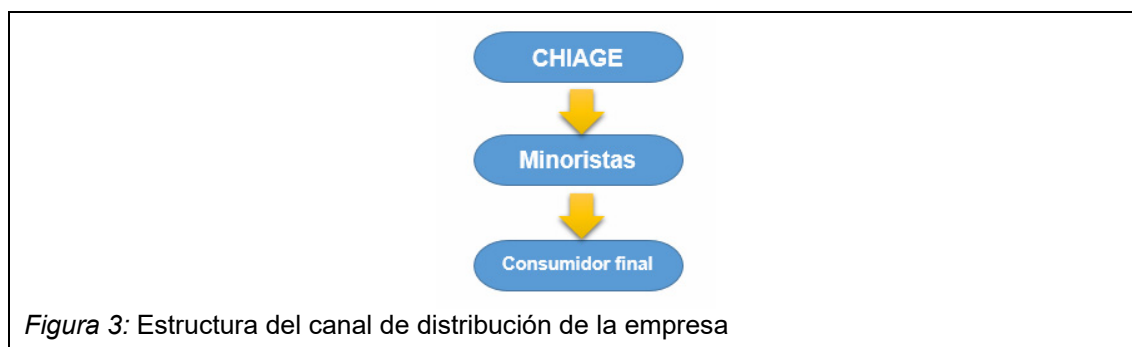 CHIAGE
Minoristas
Consumidor final
Figura 3: Estructura del canal de distribución de la empresa